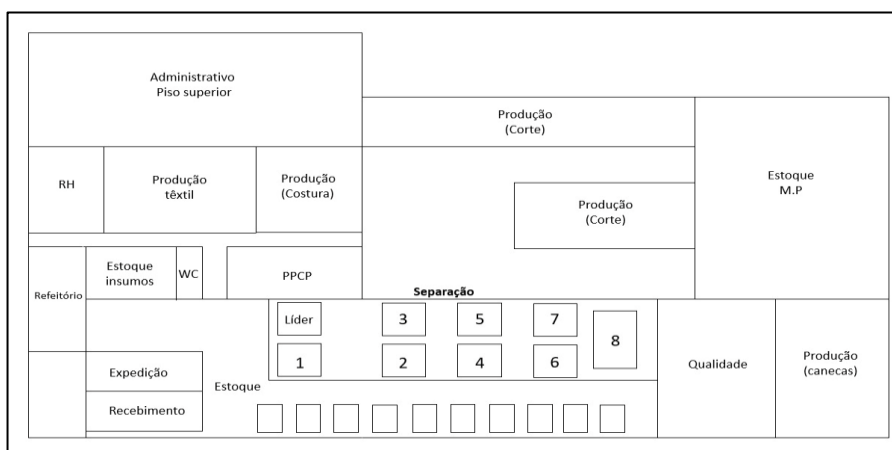 Administrativo
Piso superior
Produção
(Corte)
RH
Produção
têxtil
Produção
(Costura)
Estoque
M.P
Produção
(Corte)
Refeitório
Estoque
insumos
WC
PPCP
Separação
Líder
3
5
7
8
1
2
4
6
Qualidade
Produção
(canecas)
Expedição
Estoque
Recebimento